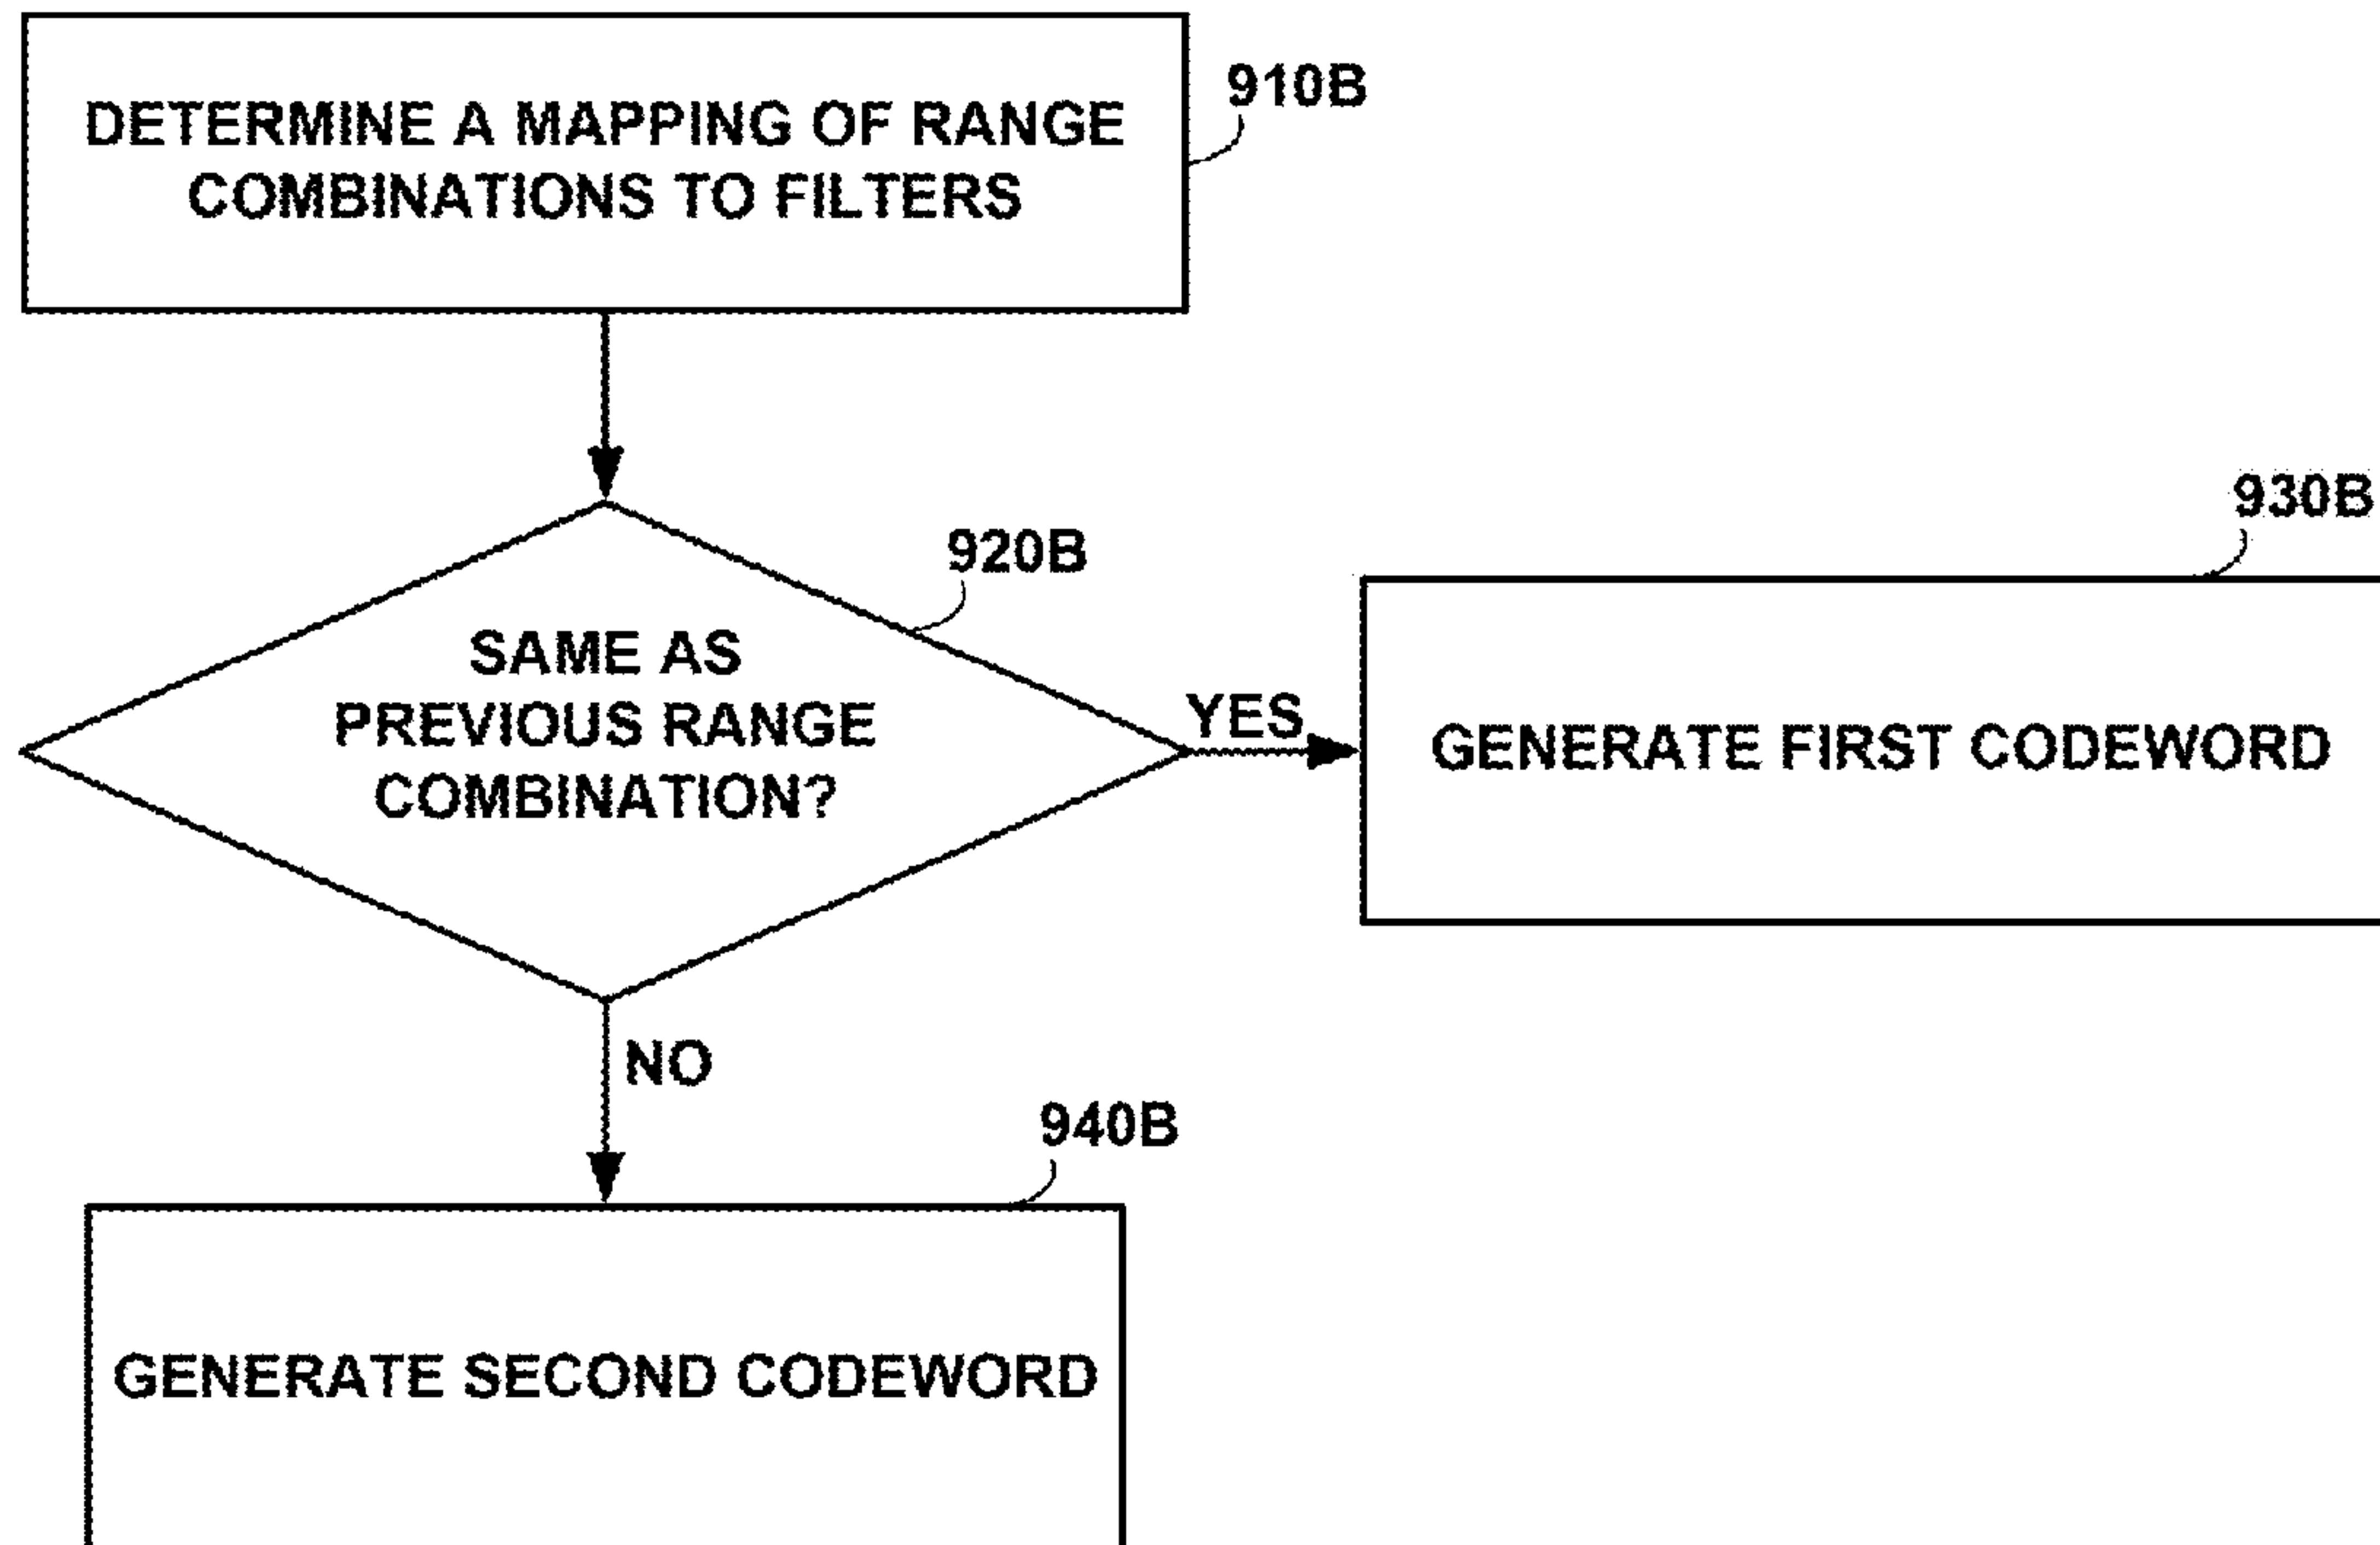 910B
DETERMINE A MAPPING OF RANGE
COMBINATIONS TO FILTERS
920B
SAME AS
PREVIOUS RANGE
COMBINATION?
YES
930B
GENERATE FIRST CODEWORD
NO
940B
GENERATE SECOND CODEWORD